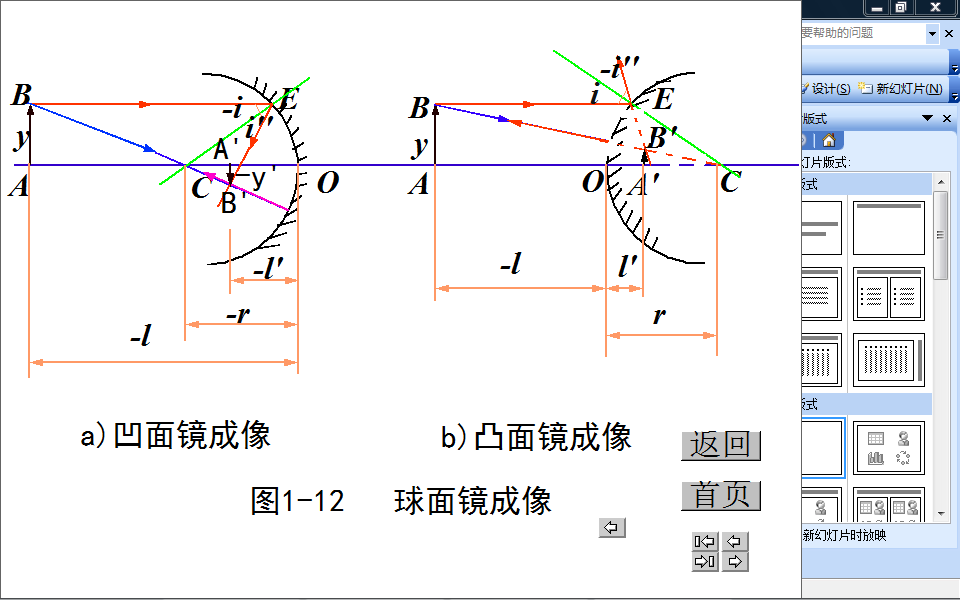 要帮助的问题
设计(S) 新幻灯片(N)
版式
灯片版式:
式
版式
新幻灯片时放映
B
y
A
-i
E
i''
A'
C
-y'
B'
O
-l'
-r
-l
B
y
A
-i''
i
E
B'
O
A'
C
-l
l'
r
a)凹面镜成像
b)凸面镜成像
图1-12 球面镜成像
返回
首页